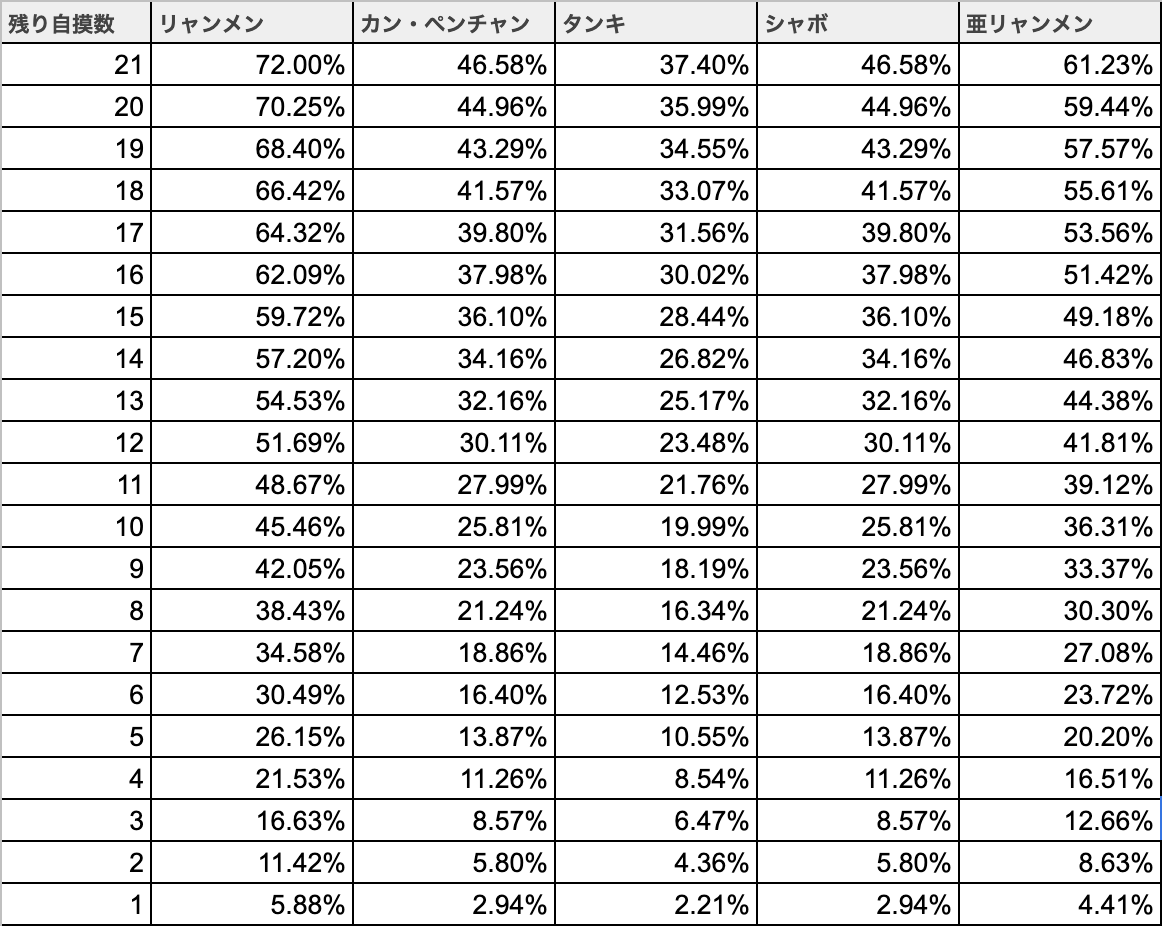 残り自摸数 リャンメン カン・ペンチャン タンキ シャボ 亜リャンメン
21 72.00% 46.58% 37.40% 46.58% 61.23%
20 70.25% 44.96% 35.99% 44.96% 59.44%
19 68.40% 43.29% 34.55% 43.29% 57.57%
18 66.42% 41.57% 33.07% 41.57% 55.61%
17 64.32% 39.80% 31.56% 39.80% 53.56%
16 62.09% 37.98% 30.02% 37.98% 51.42%
15 59.72% 36.10% 28.44% 36.10% 49.18%
14 57.20% 34.16% 26.82% 34.16% 46.83%
13 54.53% 32.16% 25.17% 32.16% 44.38%
12 51.69% 30.11% 23.48% 30.11% 41.81%
11 48.67% 27.99% 21.76% 27.99% 39.12%
10 45.46% 25.81% 19.99% 25.81% 36.31%
9 42.05% 23.56% 18.19% 23.56% 33.37%
8 38.43% 21.24% 16.34% 21.24% 30.30%
7 34.58% 18.86% 14.46% 18.86% 27.08%
6 30.49% 16.40% 12.53% 16.40% 23.72%
5 26.15% 13.87% 10.55% 13.87% 20.20%
4 21.53% 11.26% 8.54% 11.26% 16.51%
3 16.63% 8.57% 6.47% 8.57% 12.66%
2 11.42% 5.80% 4.36% 5.80% 8.63%
1 5.88% 2.94% 2.21% 2.94% 4.41%